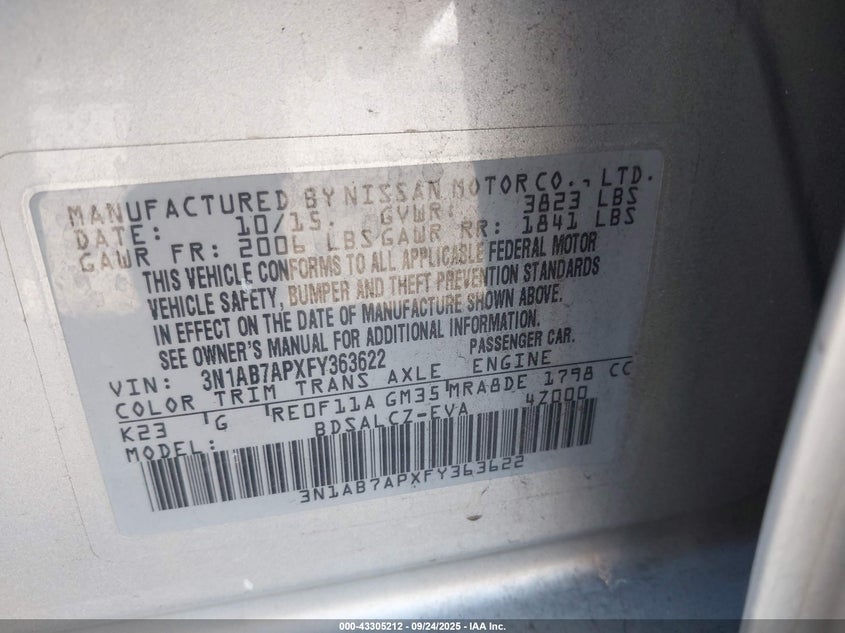 MANUFACTURED BY NISSAN MOTOR CO., LTD.
DATE: 10/15 GVWR: 3823 LBS
GAWR FR: 2006 LBS GAWR RR: 1841 LBS
THIS VEHICLE CONFORMS TO ALL APPLICABLE FEDERAL MOTOR
VEHICLE SAFETY, BUMPER AND THEFT PREVENTION STANDARDS
IN EFFECT ON THE DATE OF MANUFACTURE SHOWN ABOVE.
SEE OWNER'S MANUAL FOR ADDITIONAL INFORMATION.
VIN: 3N1AB7APXFY363622 PASSENGER CAR.
COLOR TRIM TRANS AXLE ENGINE
K23 G RE0F11A GM35 MRA8DE 1798 CC
MODEL: BDSALCZ-EVA 4Z000
3N1AB7APXFY363622
000-43305212 - 09/24/2025 - IAA Inc.